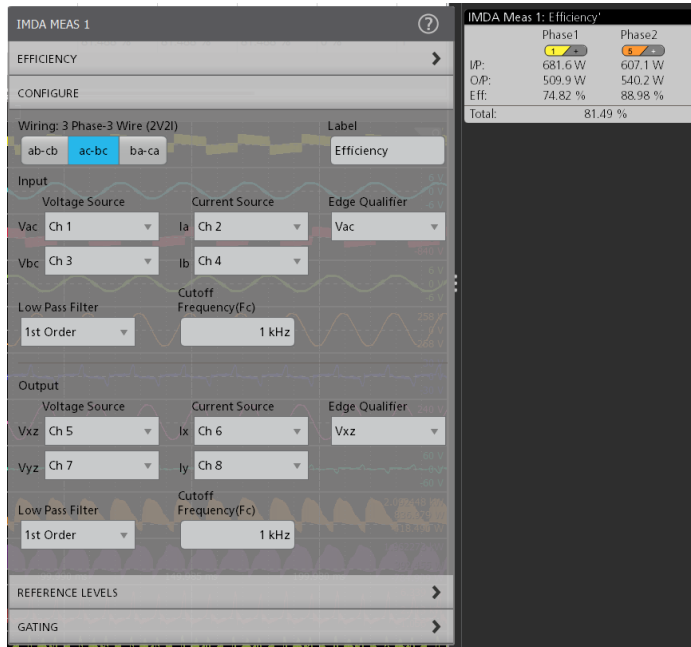 IMDA MEAS 1
?
EFFICIENCY
CONFIGURE
Wiring: 3 Phase-3 Wire (2V2I)
Label
ab-cb ac-bc ba-ca
Efficiency
Input
Voltage Source Current Source Edge Qualifier
Vac Ch 1 Ia Ch 2 Vac
Vbc Ch 3 Ib Ch 4
Low Pass Filter Cutoff Frequency(Fc)
1st Order 1 kHz
Output
Voltage Source Current Source Edge Qualifier
Vxz Ch 5 Ix Ch 6 Vxz
Vyz Ch 7 Iy Ch 8
Low Pass Filter Cutoff Frequency(Fc)
1st Order 1 kHz
REFERENCE LEVELS
GATING
IMDA Meas 1: Efficiency'
Phase1 Phase2
1 + 5 +
I/P: 681.6 W 607.1 W
O/P: 509.9 W 540.2 W
Eff: 74.82 % 88.98 %
Total: 81.49 %